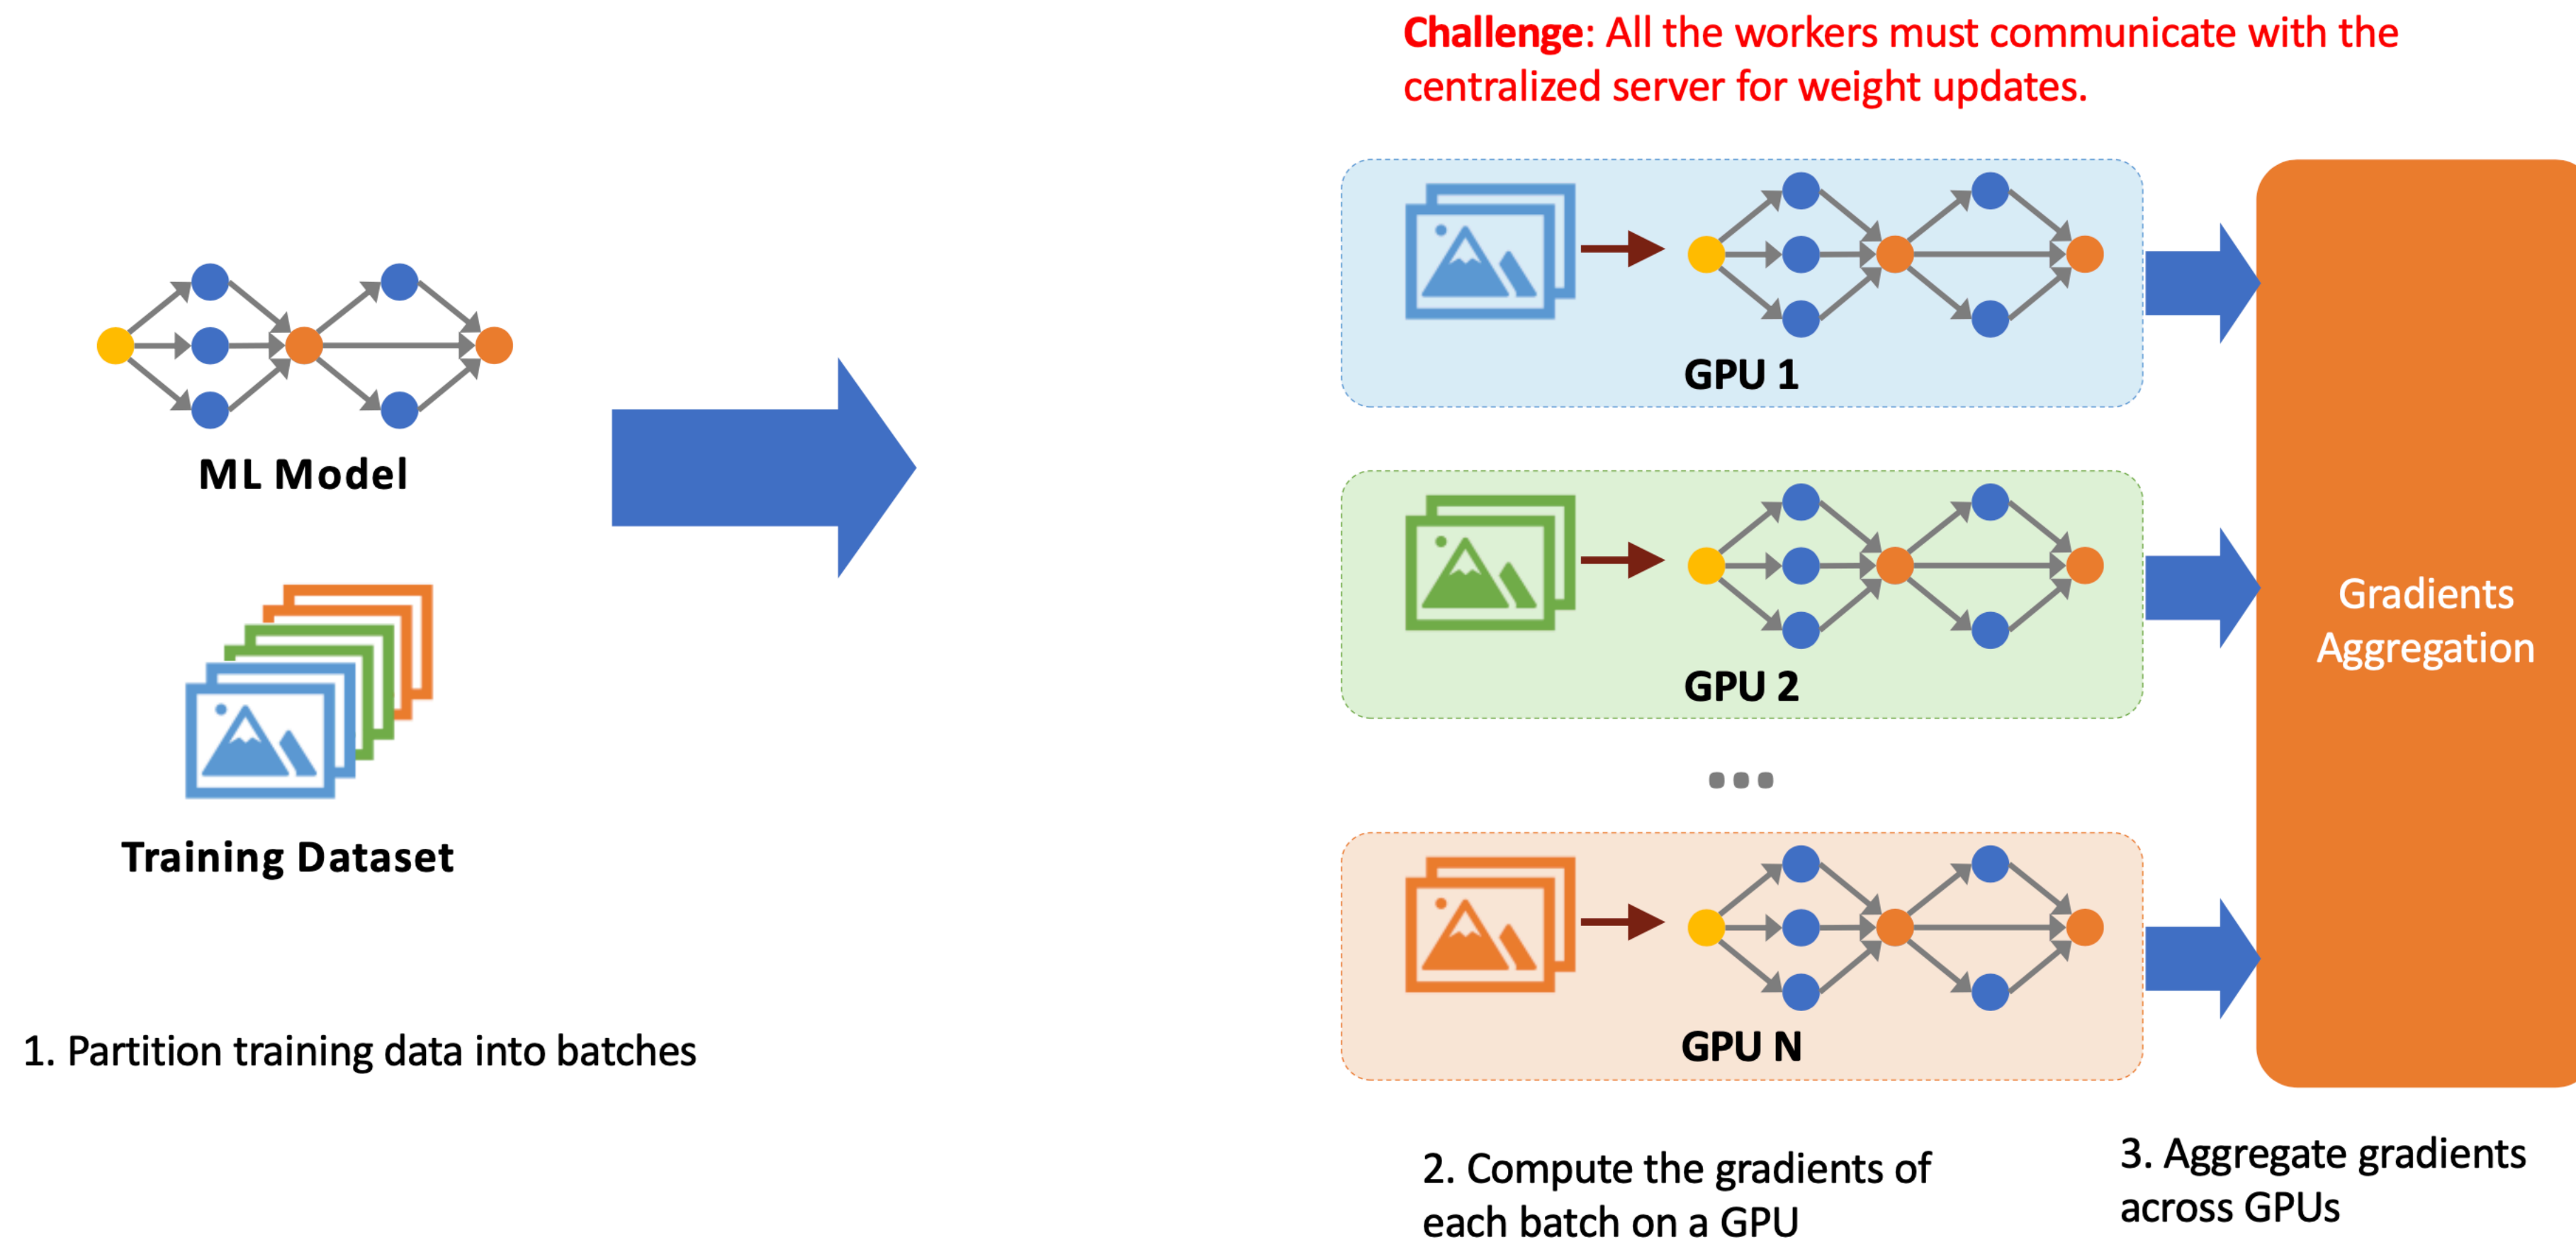 Challenge: All the workers must communicate with the
centralized server for weight updates.
ML Model
Training Dataset
1. Partition training data into batches
GPU 1
GPU 2
...
GPU N
2. Compute the gradients of
each batch on a GPU
Gradients
Aggregation
3. Aggregate gradients
across GPUs